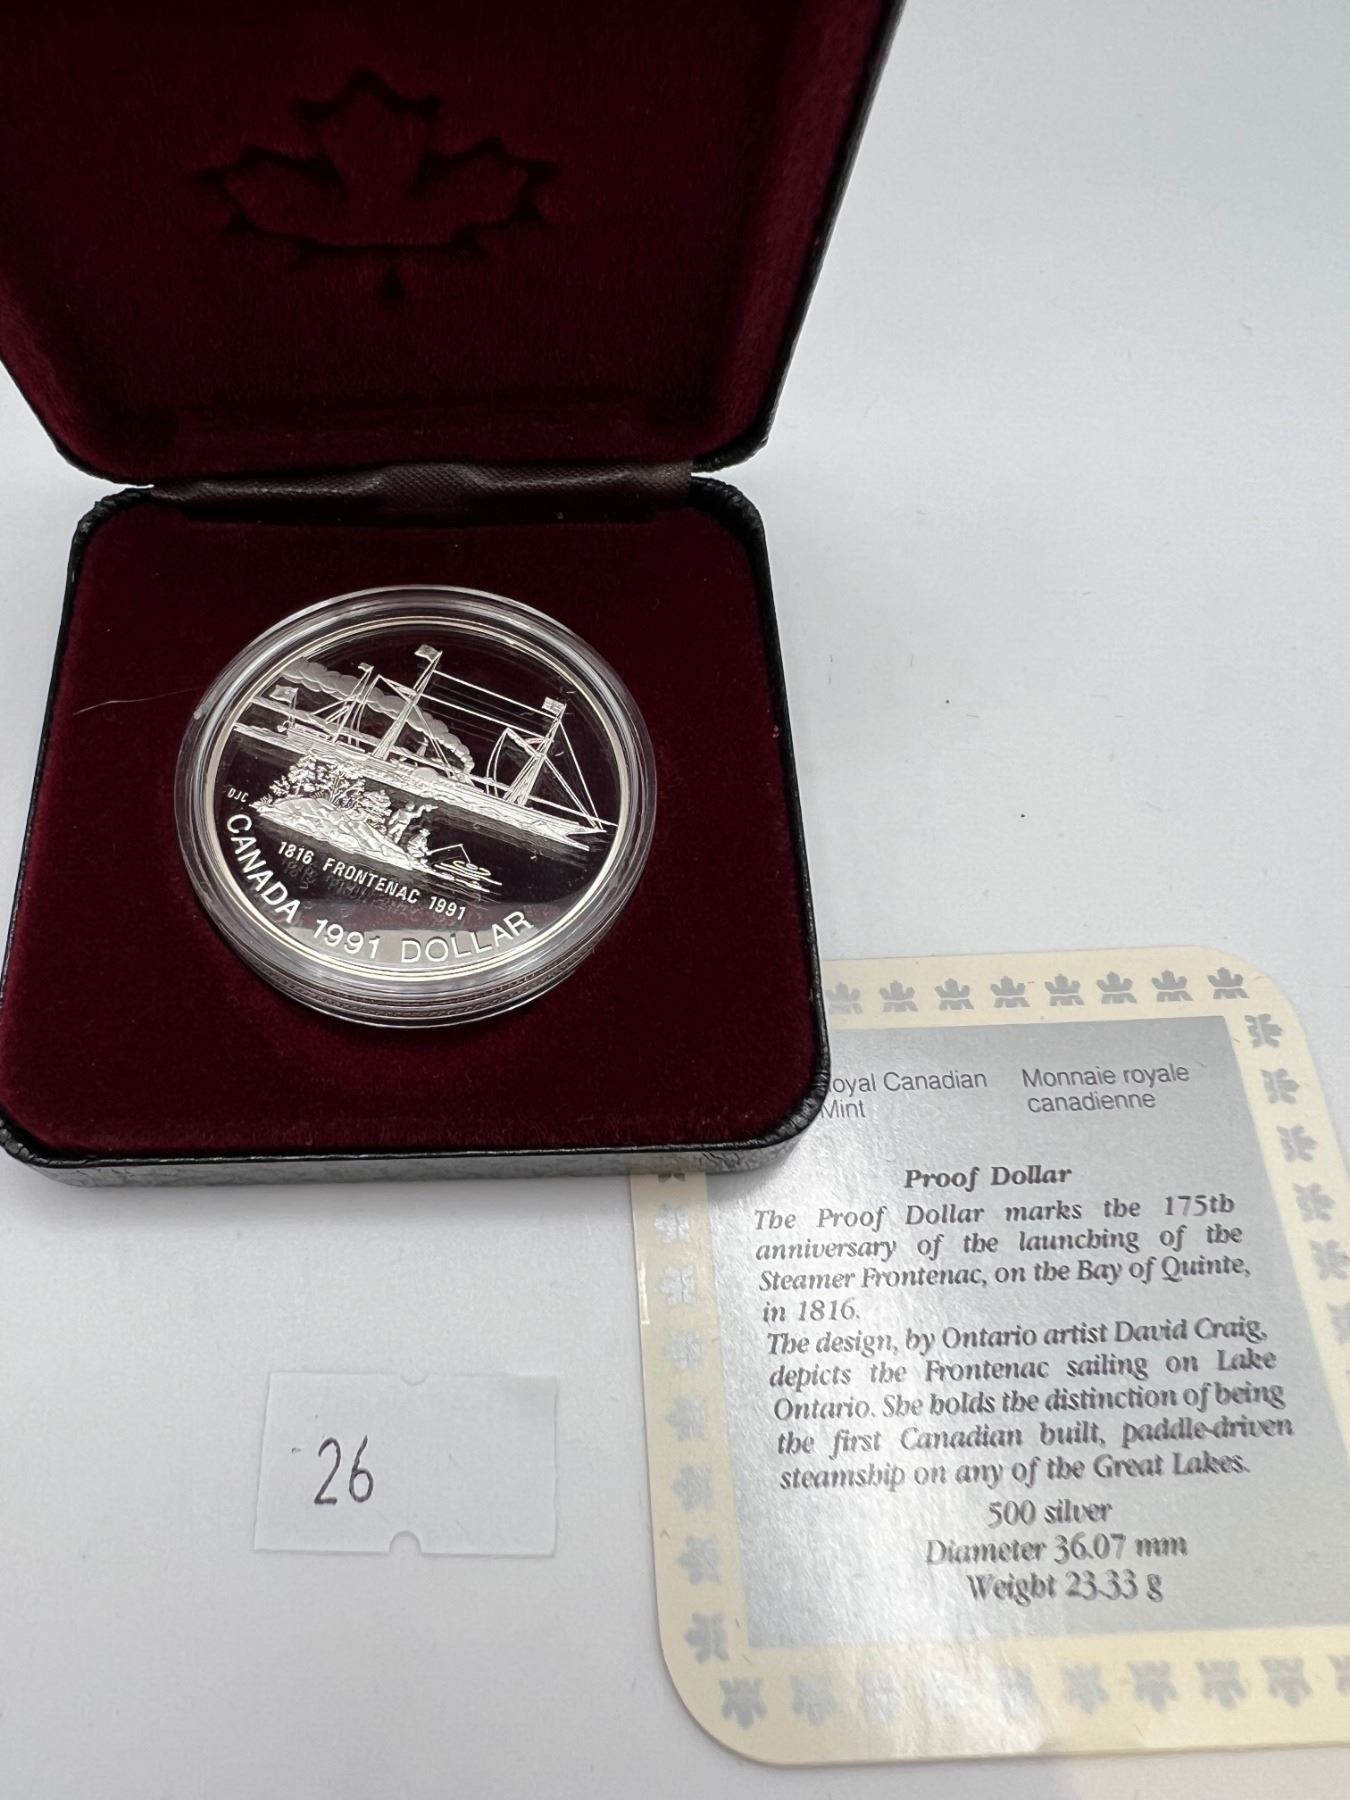 DJC
1816 FRONTENAC 1991
CANADA 1991 DOLLAR
26
Canadian Monnaie royale
Mint canadienne
Proof Dollar
The Proof Dollar marks the 175th
anniversary of the launching of the
Steamer Frontenac, on the Bay of Quinte,
in 1816.
The design, by Ontario artist David Craig,
depicts the Frontenac sailing on Lake
Ontario. She holds the distinction of being
the first Canadian built, paddle-driven
steamship on any of the Great Lakes.
500 silver
Diameter 36.07 mm
Weight 23.33 g